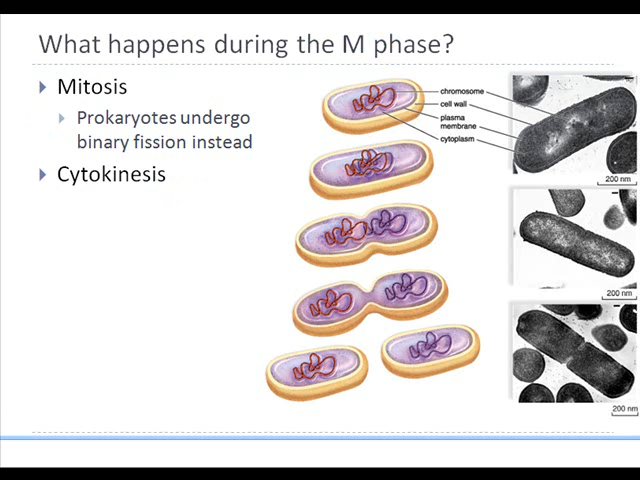 What happens during the M phase?
Mitosis
Prokaryotes undergo
binary fission instead
Cytokinesis
chromosome
cell wall
plasma
membrane
cytoplasm
200 nm
200 nm
200 nm